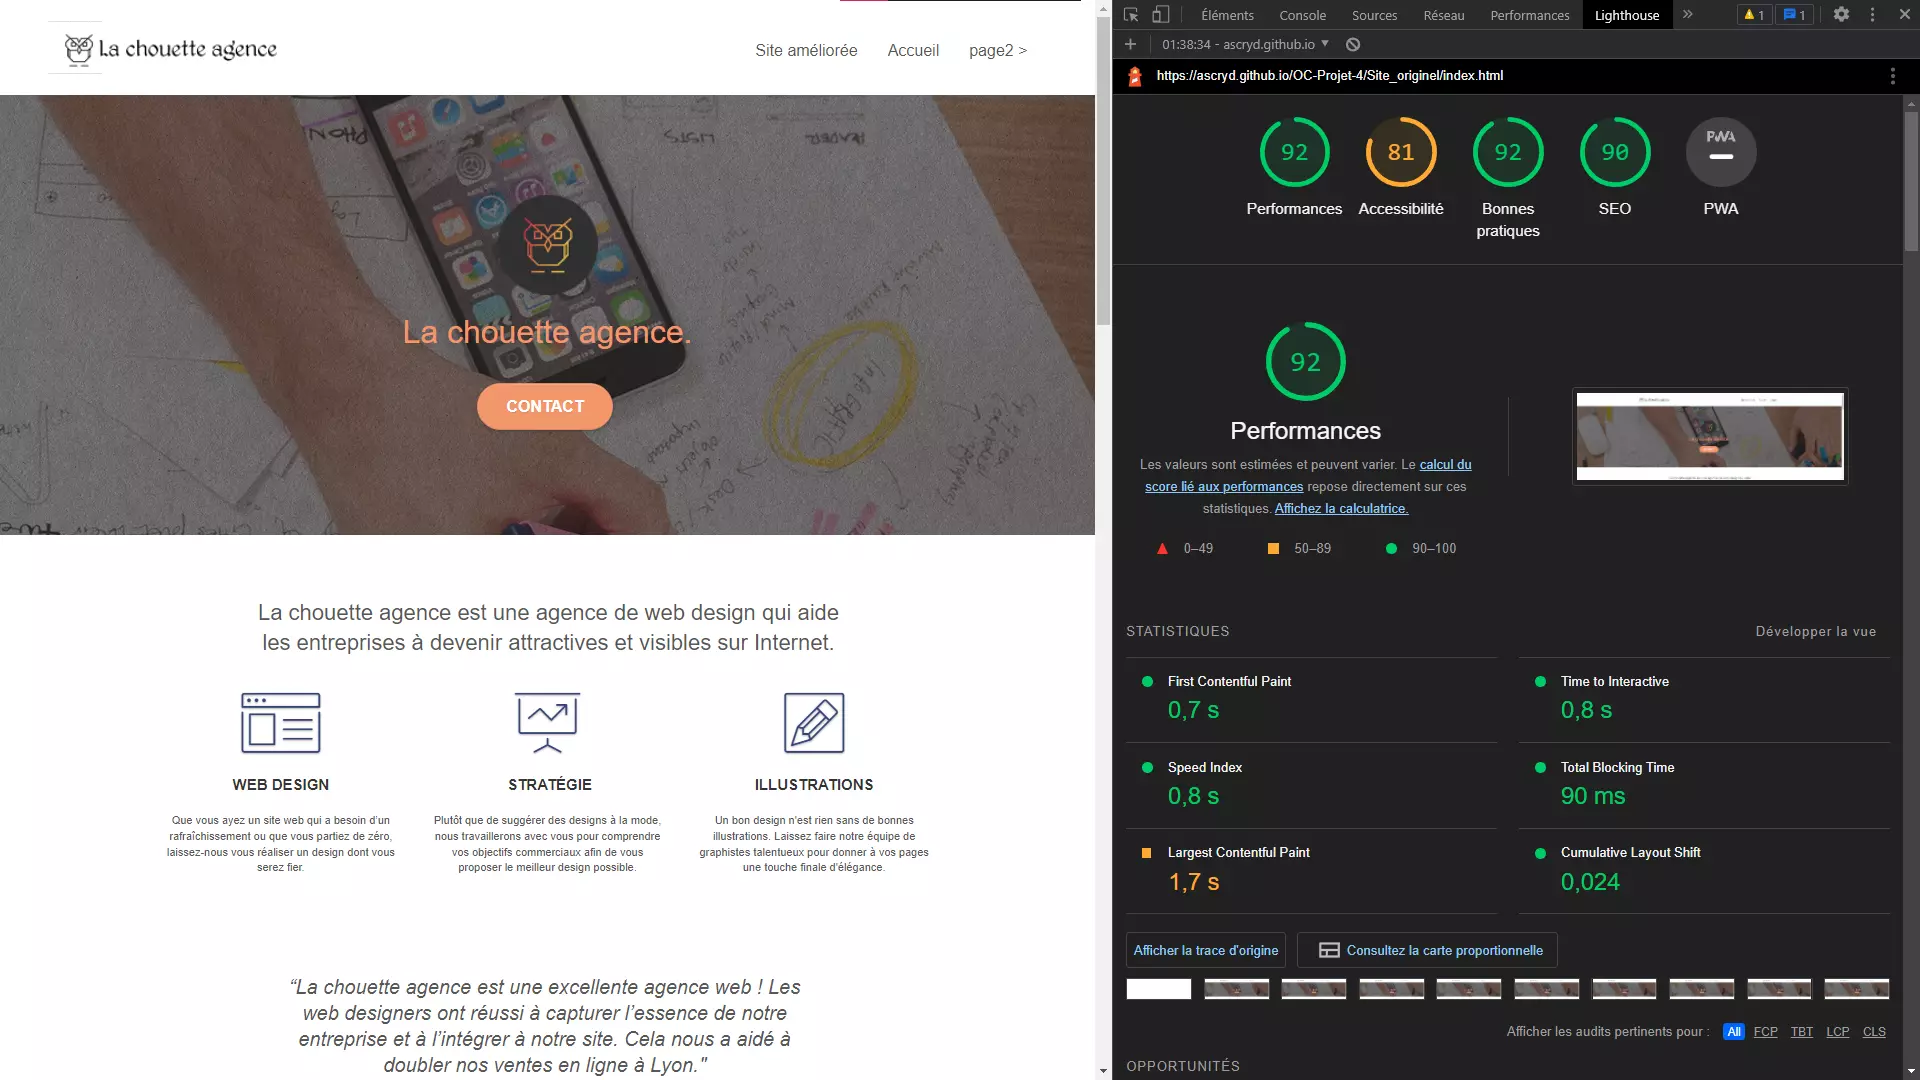 La chouette agence
Site améliorée Accueil page2 >
La chouette agence.
CONTACT
La chouette agence est une agence de web design qui aide
les entreprises à devenir attractives et visibles sur Internet.
WEB DESIGN
Que vous ayez un site web qui a besoin d'un
rafraîchissement ou que vous partiez de zéro,
laissez-nous vous réaliser un design dont vous
serez fier.
STRATÉGIE
Plutôt que de suggérer des designs à la mode,
nous travaillerons avec vous pour comprendre
vos objectifs commerciaux afin de vous
proposer le meilleur design possible.
ILLUSTRATIONS
Un bon design n'est rien sans de bonnes
illustrations. Laissez faire notre équipe de
graphistes talentueux pour donner à vos pages
une touche finale d'élégance.
“La chouette agence est une excellente agence web ! Les
web designers ont réussi à capturer l’essence de notre
entreprise et à l’intégrer à notre site. Cela nous a aidé à
doubler nos ventes en ligne à Lyon."
Éléments Console Sources Réseau Performances Lighthouse 1 1
01:38:34 - ascryd.github.io
https://ascryd.github.io/OC-Projet-4/Site_originel/index.html
92 81 92 90 PWA
Performances Accessibilité Bonnes pratiques SEO PWA
92
Performances
Les valeurs sont estimées et peuvent varier. Le calcul du
score lié aux performances repose directement sur ces
statistiques. Affichez la calculatrice.
0–49 50–89 90–100
STATISTIQUES Développer la vue
First Contentful Paint
0,7 s
Time to Interactive
0,8 s
Speed Index
0,8 s
Total Blocking Time
90 ms
Largest Contentful Paint
1,7 s
Cumulative Layout Shift
0,024
Afficher la trace d'origine Consultez la carte proportionnelle
Afficher les audits pertinents pour : All FCP TBT LCP CLS
OPPORTUNITÉS